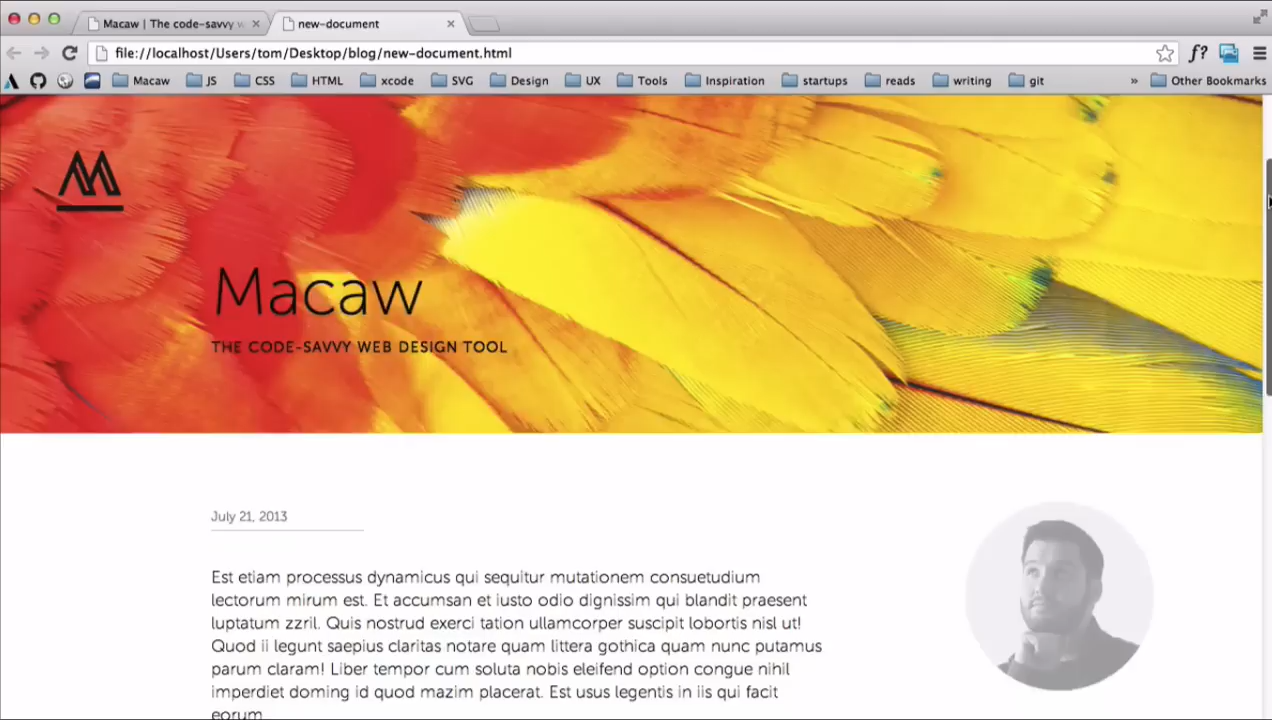 Macaw | The code-savvy w
new-document
file://localhost/Users/tom/Desktop/blog/new-document.html
f?
Macaw JS CSS HTML xcode SVG Design UX Tools Inspiration startups reads writing git » Other Bookmarks
Macaw
THE CODE-SAVVY WEB DESIGN TOOL
July 21, 2013
Est etiam processus dynamicus qui sequitur mutationem consuetudium
lectorum mirum est. Et accumsan et iusto odio dignissim qui blandit praesent
luptatum zzril. Quis nostrud exerci tation ullamcorper suscipit lobortis nisl ut!
Quod ii legunt saepius claritas notare quam littera gothica quam nunc putamus
parum claram! Liber tempor cum soluta nobis eleifend option congue nihil
imperdiet doming id quod mazim placerat. Est usus legentis in iis qui facit
eorum